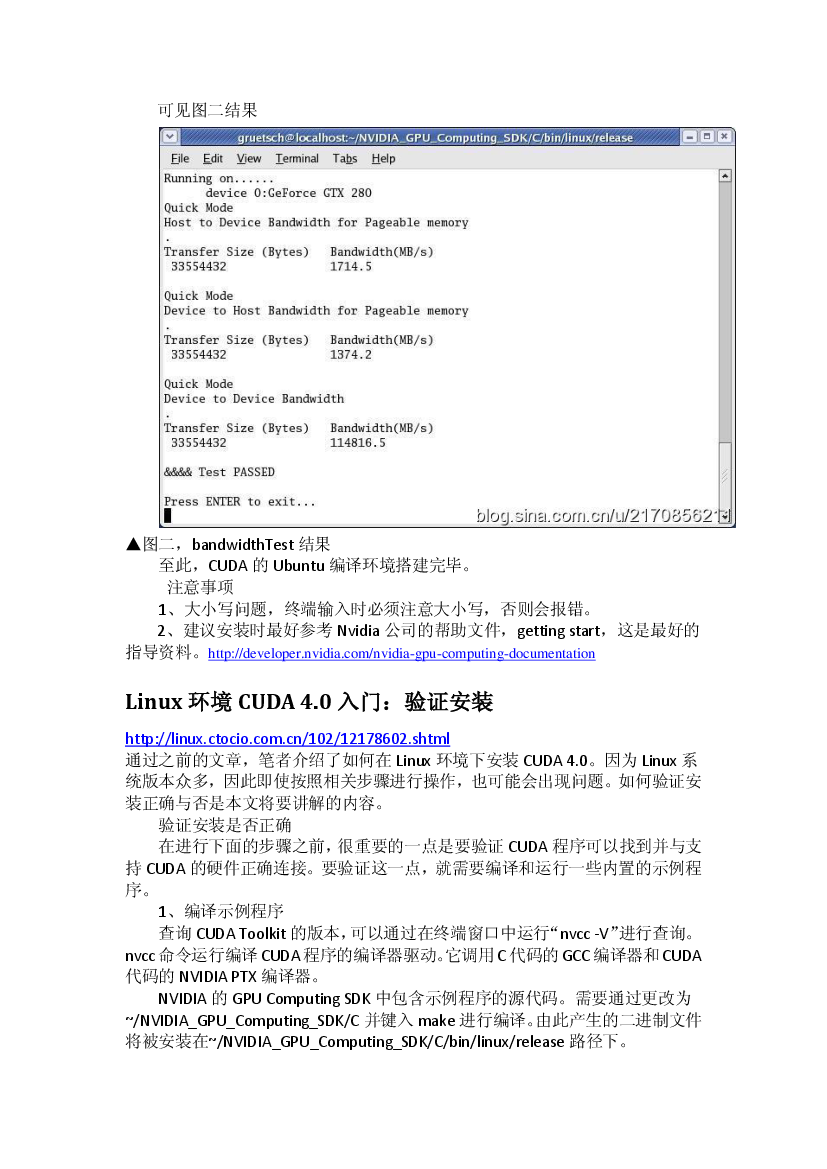 可见图二结果
gruetsch@localhost:~/NVIDIA_GPU_Computing_SDK/C/bin/linux/release
File Edit View Terminal Tabs Help
Running on......
device 0:GeForce GTX 280
Quick Mode
Host to Device Bandwidth for Pageable memory
.
Transfer Size (Bytes) Bandwidth(MB/s)
33554432 1714.5
Quick Mode
Device to Host Bandwidth for Pageable memory
.
Transfer Size (Bytes) Bandwidth(MB/s)
33554432 1374.2
Quick Mode
Device to Device Bandwidth
.
Transfer Size (Bytes) Bandwidth(MB/s)
33554432 114816.5
&&&& Test PASSED
Press ENTER to exit...
blog.sina.com.cn/u/2170856211
▲图二，bandwidthTest 结果
至此，CUDA 的 Ubuntu 编译环境搭建完毕。
注意事项
1、大小写问题，终端输入时必须注意大小写，否则会报错。
2、建议安装时最好参考 Nvidia 公司的帮助文件，getting start，这是最好的
指导资料。http://developer.nvidia.com/nvidia-gpu-computing-documentation
Linux 环境 CUDA 4.0 入门：验证安装
http://linux.ctocio.com.cn/102/12178602.shtml
通过之前的文章，笔者介绍了如何在 Linux 环境下安装 CUDA 4.0。因为 Linux 系
统版本众多，因此即使按照相关步骤进行操作，也可能会出现问题。如何验证安
装正确与否是本文将要讲解的内容。
验证安装是否正确
在进行下面的步骤之前，很重要的一点是要验证 CUDA 程序可以找到并与支
持 CUDA 的硬件正确连接。要验证这一点，就需要编译和运行一些内置的示例程
序。
1、编译示例程序
查询 CUDA Toolkit 的版本，可以通过在终端窗口中运行“nvcc -V”进行查询。
nvcc 命令运行编译 CUDA 程序的编译器驱动。它调用 C 代码的 GCC 编译器和 CUDA
代码的 NVIDIA PTX 编译器。
NVIDIA 的 GPU Computing SDK 中包含示例程序的源代码。需要通过更改为
~/NVIDIA_GPU_Computing_SDK/C 并键入 make 进行编译。由此产生的二进制文件
将被安装在~/NVIDIA_GPU_Computing_SDK/C/bin/linux/release 路径下。